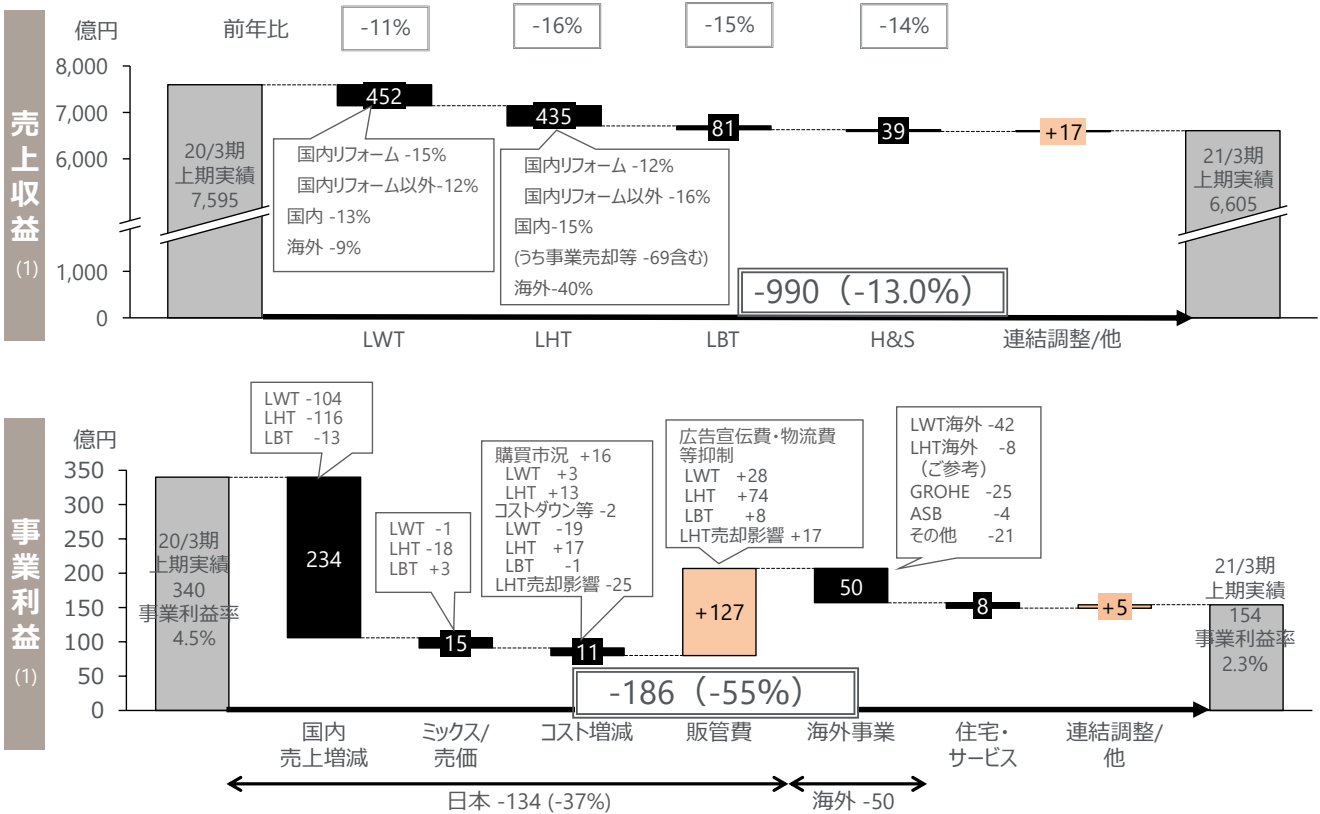 売上収益
(1)
億円
前年比
-11%
-16%
-15%
-14%
8,000
7,000
6,000
1,000
0
20/3期
上期実績
7,595
452
435
81
39
+17
21/3期
上期実績
6,605
国内リフォーム -15%
国内リフォーム以外-12%
国内 -13%
海外 -9%
国内リフォーム -12%
国内リフォーム以外 -16%
国内-15%
(うち事業売却等 -69含む)
海外-40%
-990（-13.0%）
LWT
LHT
LBT
H&S
連結調整/他
事業利益
(1)
億円
350
300
250
200
150
100
50
0
20/3期
上期実績
340
事業利益率
4.5%
LWT -104
LHT -116
LBT -13
234
LWT -1
LHT -18
LBT +3
15
購買市況 +16
LWT +3
LHT +13
コストダウン等 -2
LWT -19
LHT +17
LBT -1
LHT売却影響 -25
11
広告宣伝費・物流費
等抑制
LWT +28
LHT +74
LBT +8
LHT売却影響 +17
+127
LWT海外 -42
LHT海外 -8
（ご参考）
GROHE -25
ASB -4
その他 -21
50
8
+5
21/3期
上期実績
154
事業利益率
2.3%
-186（-55%）
国内
売上増減
ミックス/
売価
コスト増減
販管費
海外事業
住宅・
サービス
連結調整/
他
日本 -134 (-37%)
海外 -50